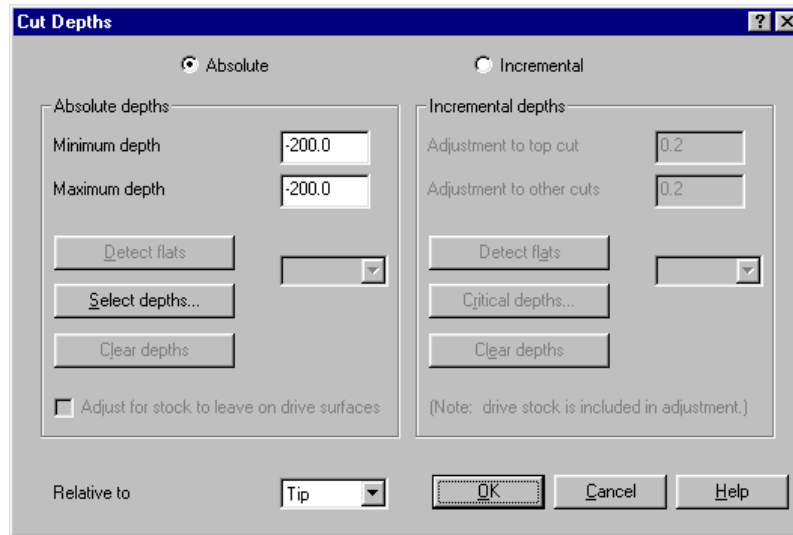 Cut Depths
Absolute
Incremental
Absolute depths
Minimum depth -200.0
Maximum depth -200.0
Detect flats
Select depths...
Clear depths
Adjust for stock to leave on drive surfaces
Incremental depths
Adjustment to top cut 0.2
Adjustment to other cuts 0.2
Detect flats
Critical depths...
Clear depths
(Note: drive stock is included in adjustment.)
Relative to Tip
OK Cancel Help